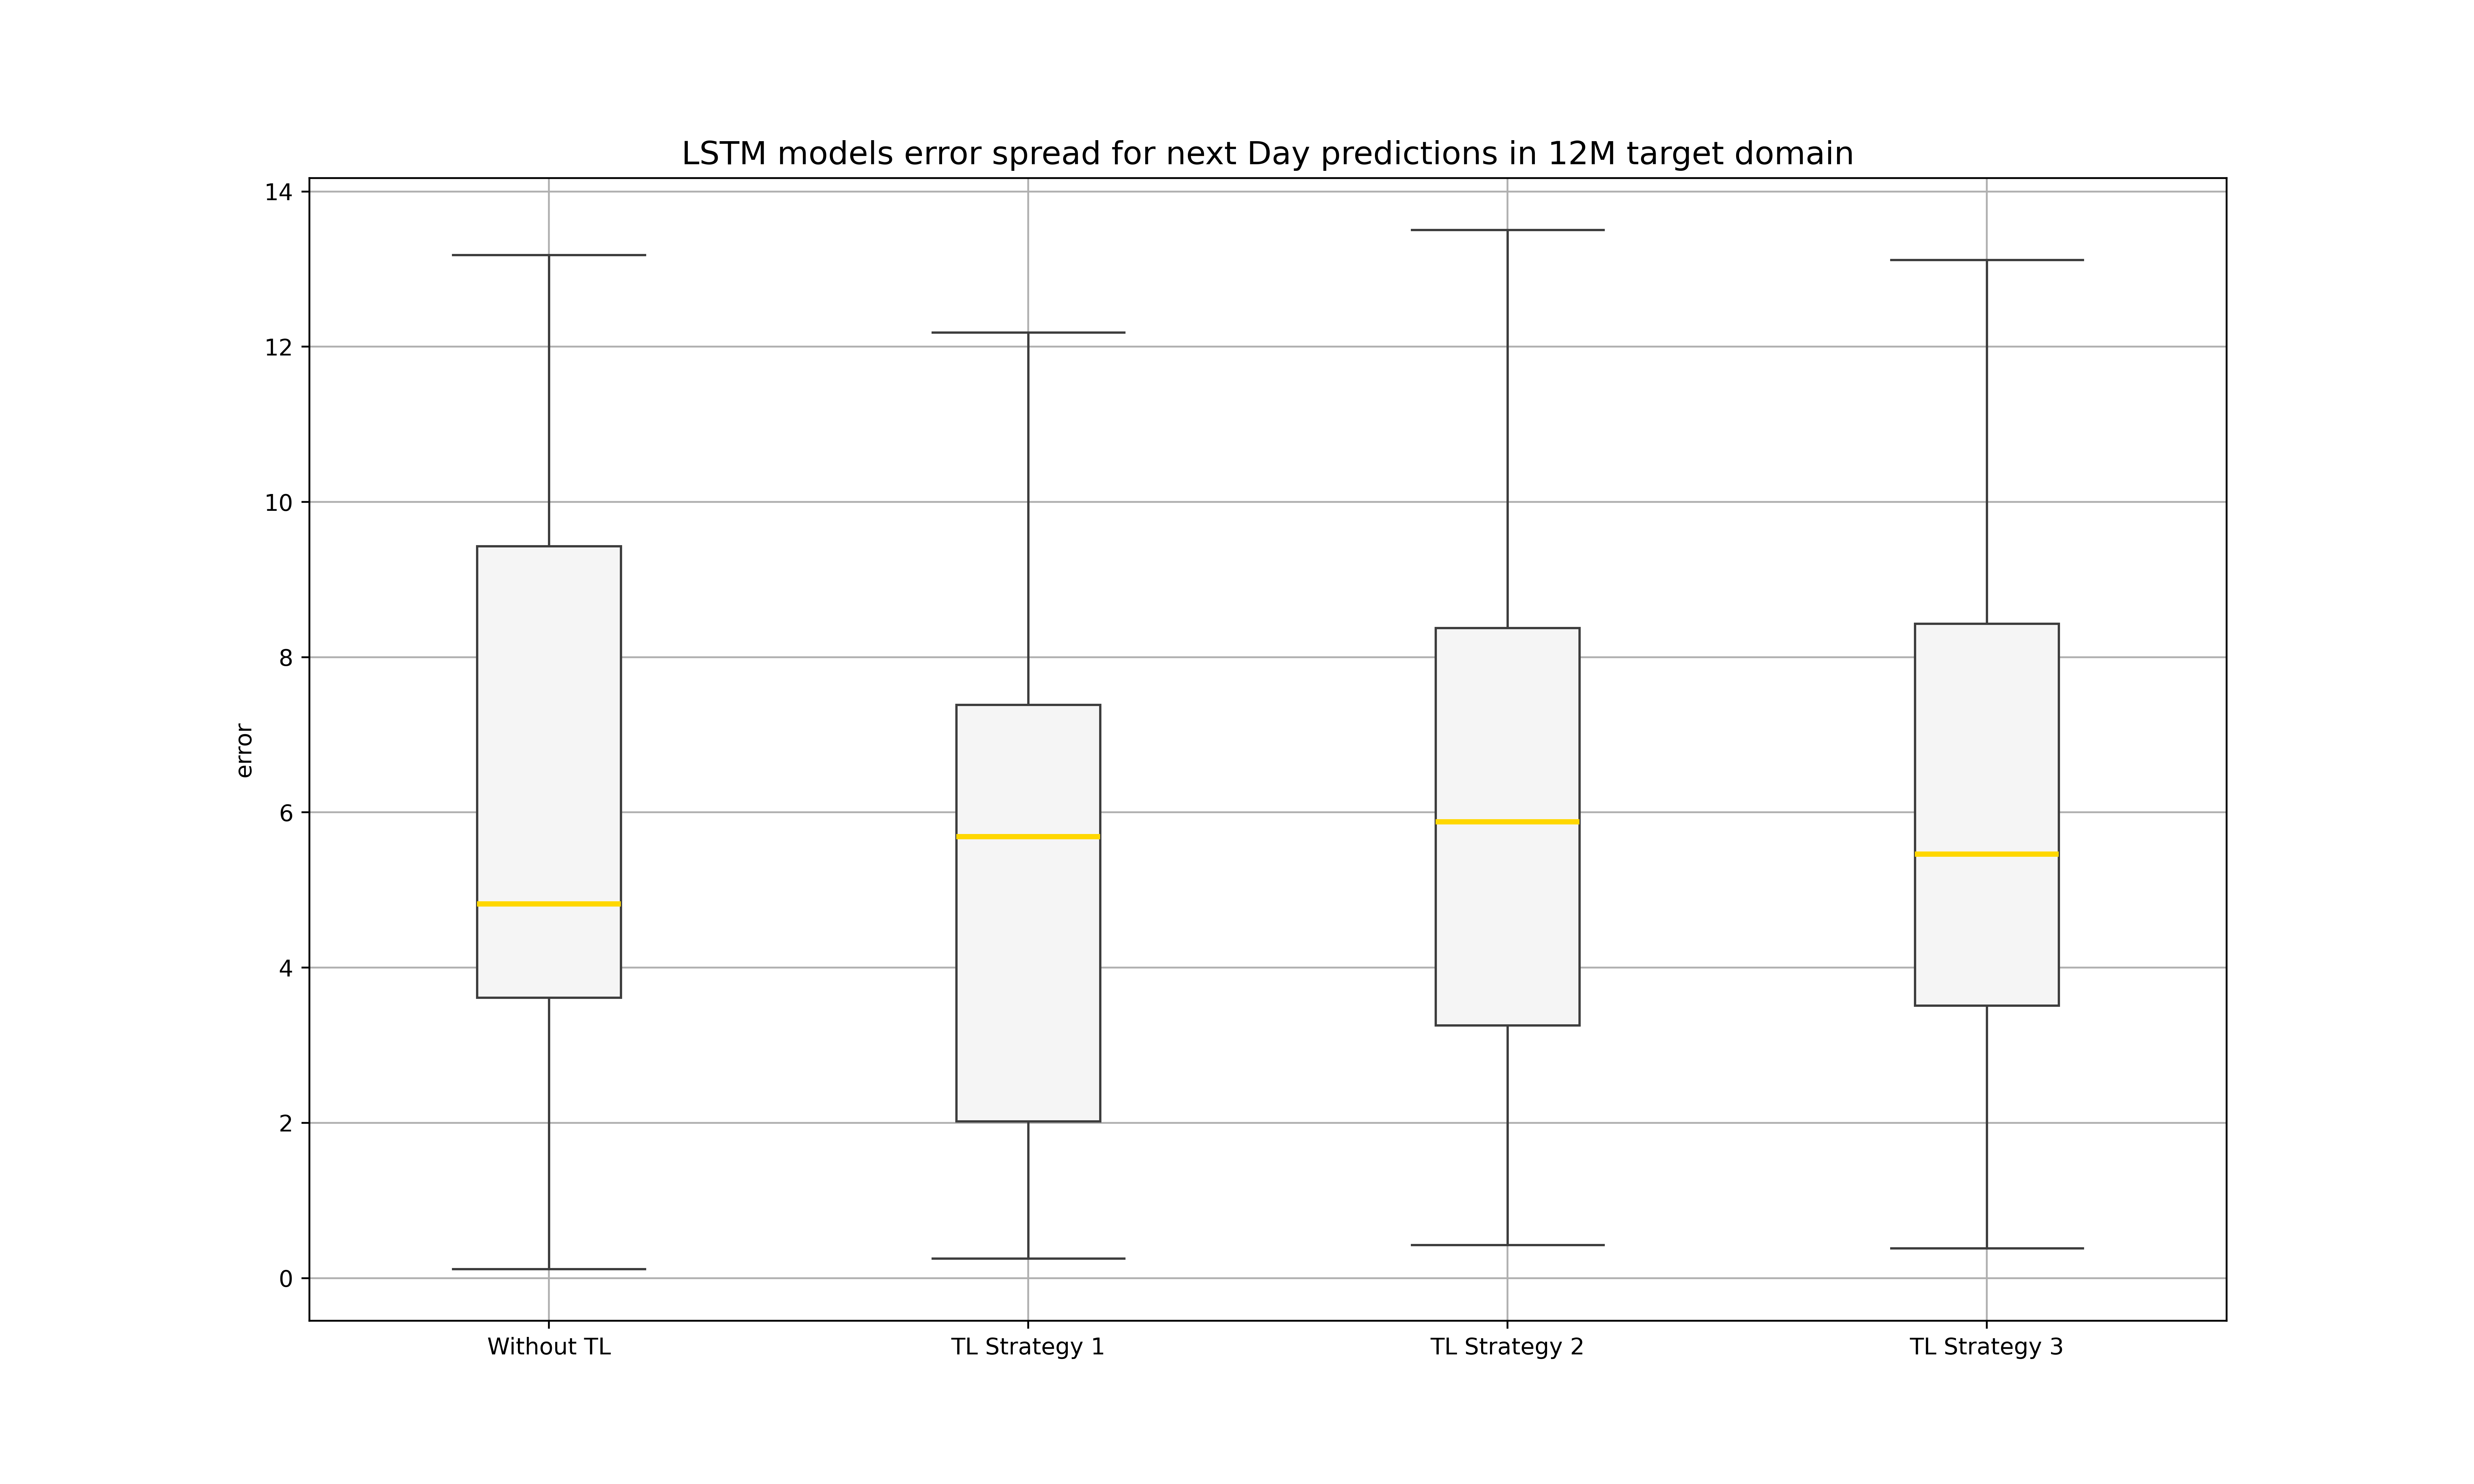 LSTM models error spread for next Day predictions in 12M target domain
14
12
10
8
6
4
2
0
error
Without TL
TL Strategy 1
TL Strategy 2
TL Strategy 3